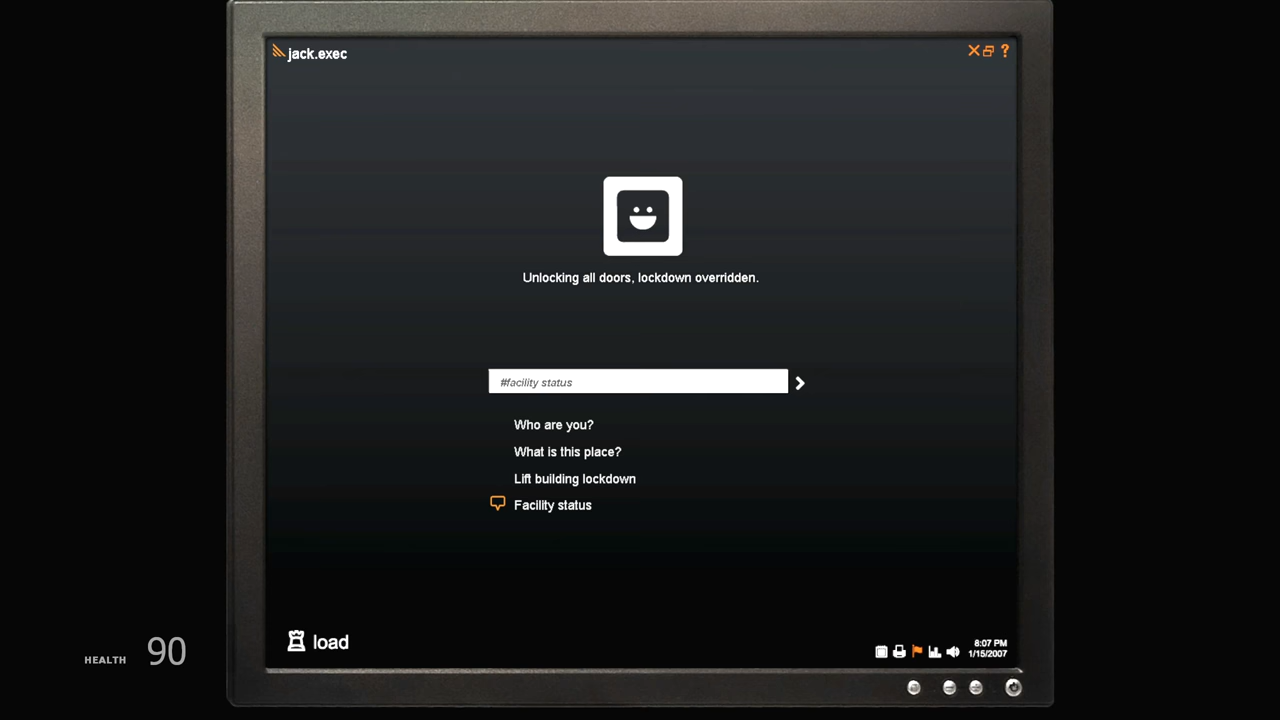 jack.exec
?
Unlocking all doors, lockdown overridden.
#facility status
Who are you?
What is this place?
Lift building lockdown
Facility status
load
8:07 PM
1/15/2007
HEALTH 90